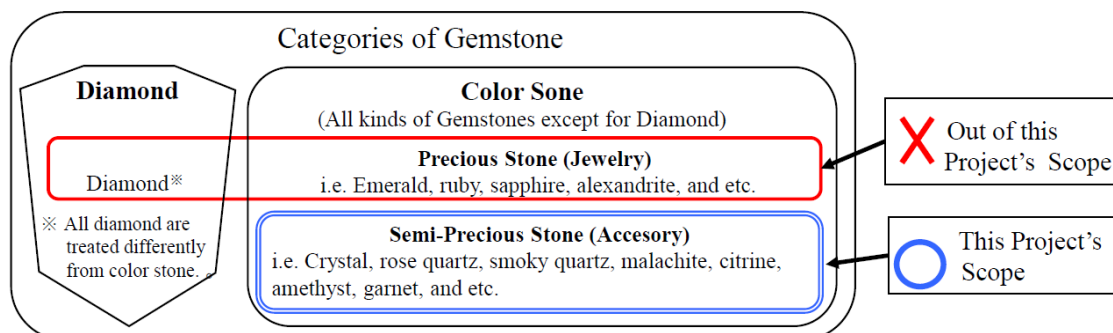 Categories of Gemstone
Diamond
Diamond※
※ All diamond are
treated differently
from color stone. 。
Color Sone
(All kinds of Gemstones except for Diamond)
Precious Stone (Jewelry)
i.e. Emerald, ruby, sapphire, alexandrite, and etc.
Semi-Precious Stone (Accesory)
i.e. Crystal, rose quartz, smoky quartz, malachite, citrine,
amethyst, garnet, and etc.
Out of this
Project's Scope
This Project's
Scope